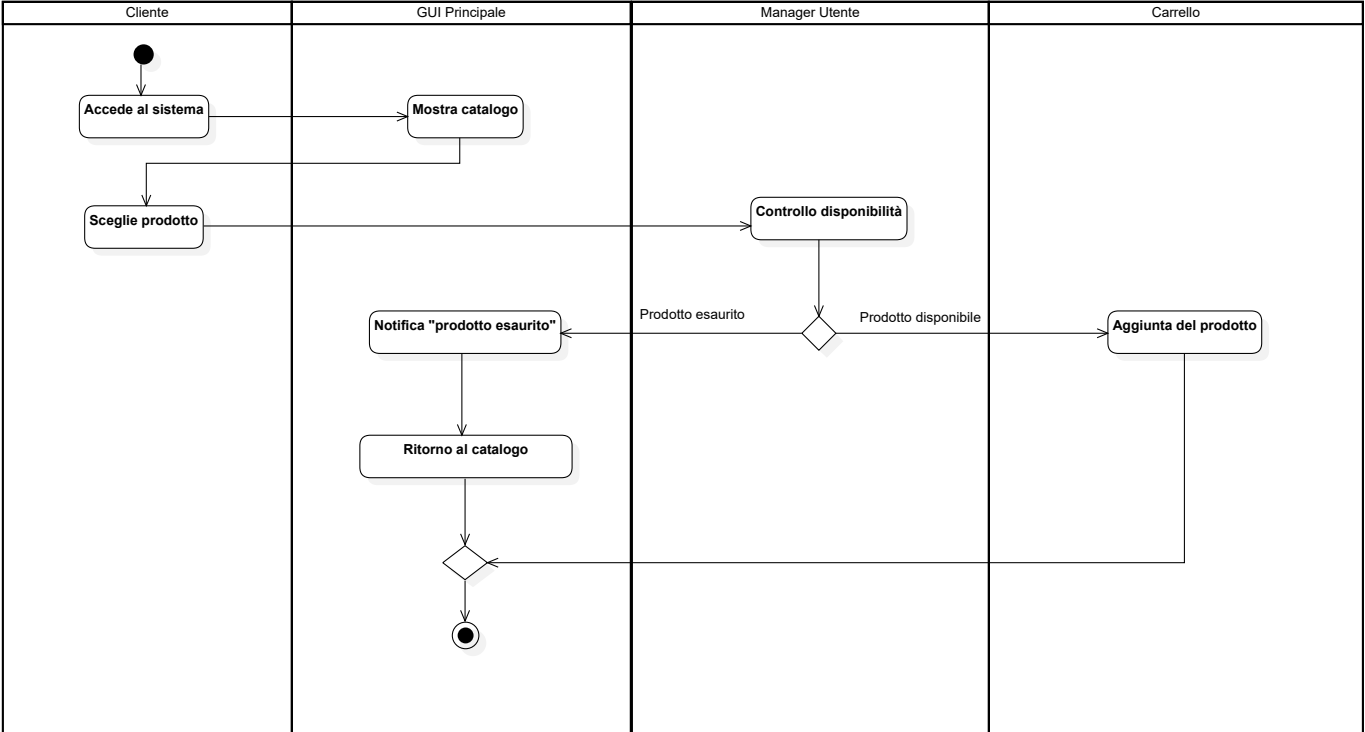 Cliente
GUI Principale
Manager Utente
Carrello
Accede al sistema
Mostra catalogo
Sceglie prodotto
Controllo disponibilità
Prodotto esaurito
Prodotto disponibile
Notifica "prodotto esaurito"
Aggiunta del prodotto
Ritorno al catalogo